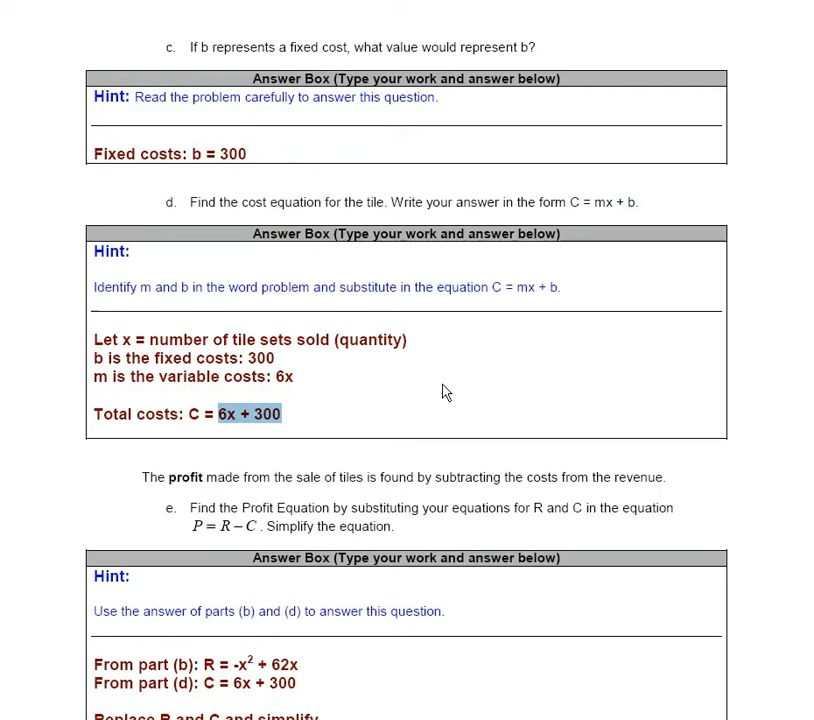 c. If b represents a fixed cost, what value would represent b?
Answer Box (Type your work and answer below)
Hint: Read the problem carefully to answer this question.
Fixed costs: b = 300
d. Find the cost equation for the tile. Write your answer in the form C = mx + b.
Answer Box (Type your work and answer below)
Hint:
Identify m and b in the word problem and substitute in the equation C = mx + b.
Let x = number of tile sets sold (quantity)
b is the fixed costs: 300
m is the variable costs: 6x
Total costs: C = 6x + 300
The profit made from the sale of tiles is found by subtracting the costs from the revenue.
e. Find the Profit Equation by substituting your equations for R and C in the equation
P = R – C . Simplify the equation.
Answer Box (Type your work and answer below)
Hint:
Use the answer of parts (b) and (d) to answer this question.
From part (b): R = -x² + 62x
From part (d): C = 6x + 300
Replace R and C and simplify